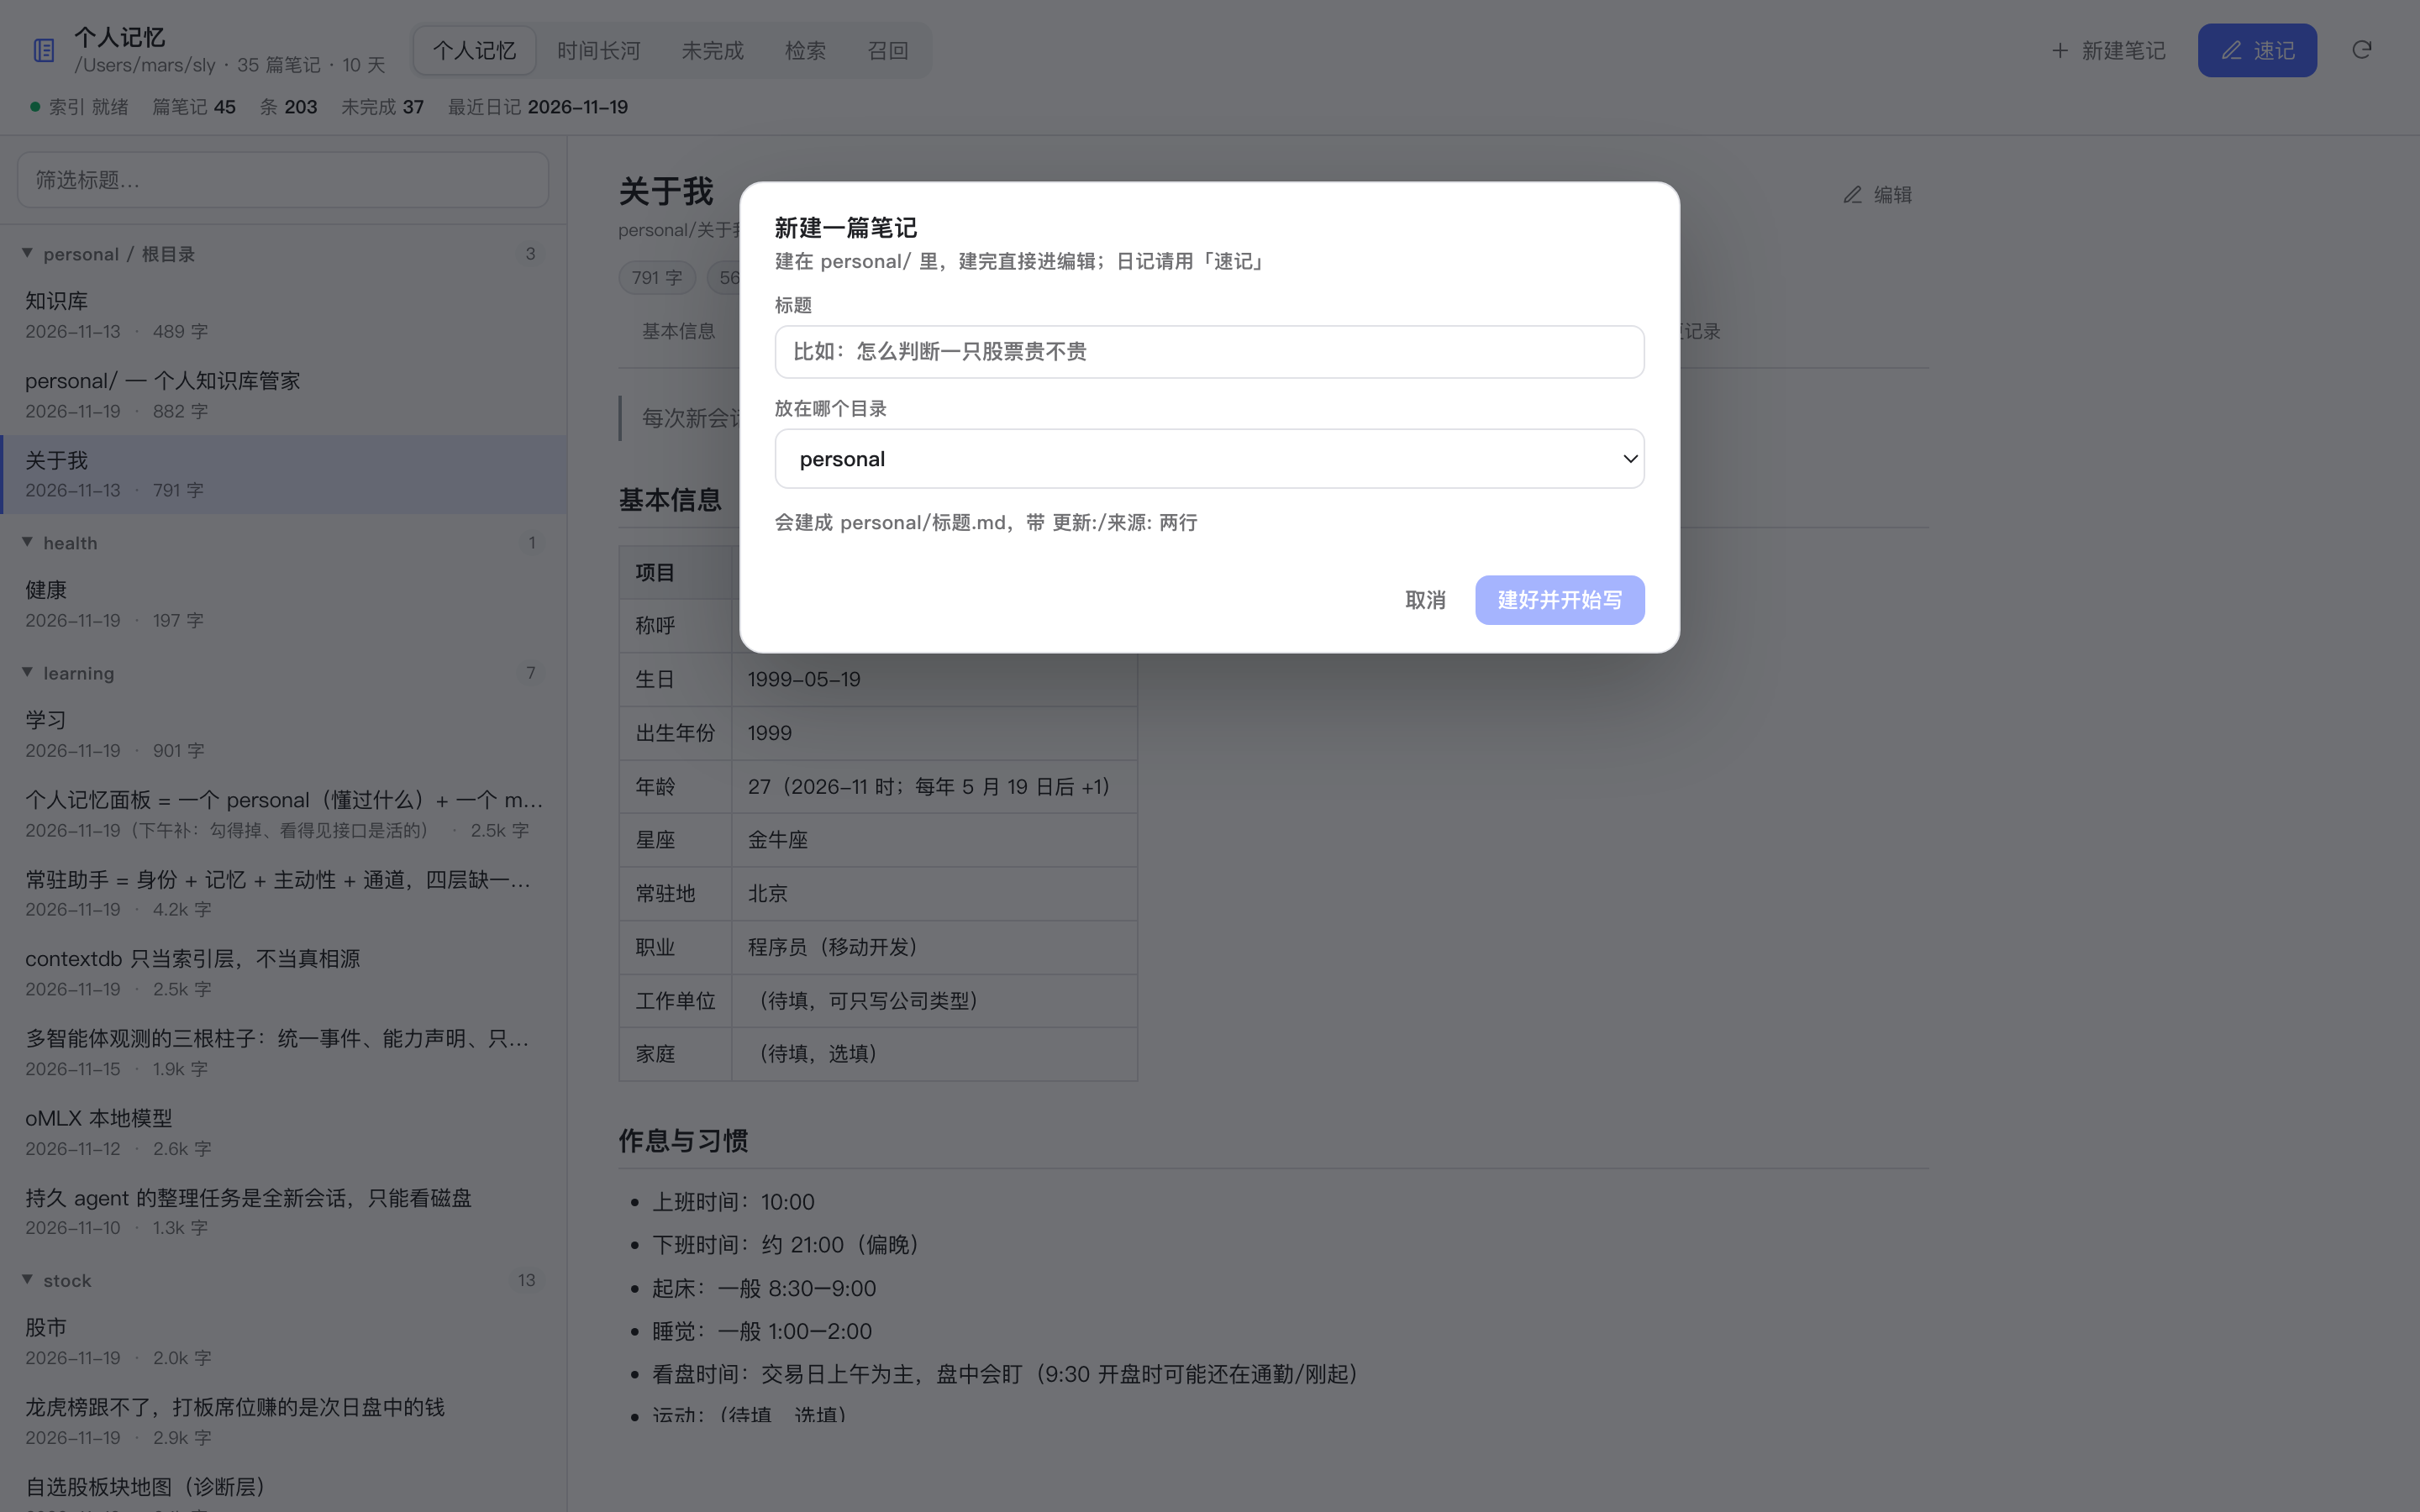 个人记忆
/Users/mars/sly · 35 篇笔记 · 10 天
个人记忆 时间长河 未完成 检索 召回
+ 新建笔记 速记
索引 就绪 篇笔记 45 条 203 未完成 37 最近日记 2026-11-19
筛选标题...
personal / 根目录 3
知识库
2026-11-13 · 489 字
personal/ — 个人知识库管家
2026-11-19 · 882 字
关于我
2026-11-13 · 791 字
health 1
健康
2026-11-19 · 197 字
learning 7
学习
2026-11-19 · 901 字
个人记忆面板 = 一个 personal（懂过什么）+ 一个 m...
2026-11-19（下午补：勾得掉、看得见接口是活的） · 2.5k 字
常驻助手 = 身份 + 记忆 + 主动性 + 通道，四层缺一...
2026-11-19 · 4.2k 字
contextdb 只当索引层，不当真相源
2026-11-19 · 2.5k 字
多智能体观测的三根柱子：统一事件、能力声明、只...
2026-11-15 · 1.9k 字
oMLX 本地模型
2026-11-12 · 2.6k 字
持久 agent 的整理任务是全新会话，只能看磁盘
2026-11-10 · 1.3k 字
stock 13
股市
2026-11-19 · 2.0k 字
龙虎榜跟不了，打板席位赚的是次日盘中的钱
2026-11-19 · 2.9k 字
自选股板块地图（诊断层）
关于我
编辑
personal/关于
791 字 56
基本信息
记录
每次新会
新建一篇笔记
建在 personal/ 里，建完直接进编辑；日记请用「速记」
标题
比如：怎么判断一只股票贵不贵
放在哪个目录
personal
会建成 personal/标题.md，带 更新:/来源: 两行
取消 建好并开始写
基本信息
项目
称呼
生日 1999-05-19
出生年份 1999
年龄 27（2026-11 时；每年 5 月 19 日后 +1）
星座 金牛座
常驻地 北京
职业 程序员（移动开发）
工作单位 （待填，可只写公司类型）
家庭 （待填，选填）
作息与习惯
• 上班时间：10:00
• 下班时间：约 21:00（偏晚）
• 起床：一般 8:30—9:00
• 睡觉：一般 1:00—2:00
• 看盘时间：交易日上午为主，盘中会盯（9:30 开盘时可能还在通勤/刚起）
• 运动：（待填，选填）